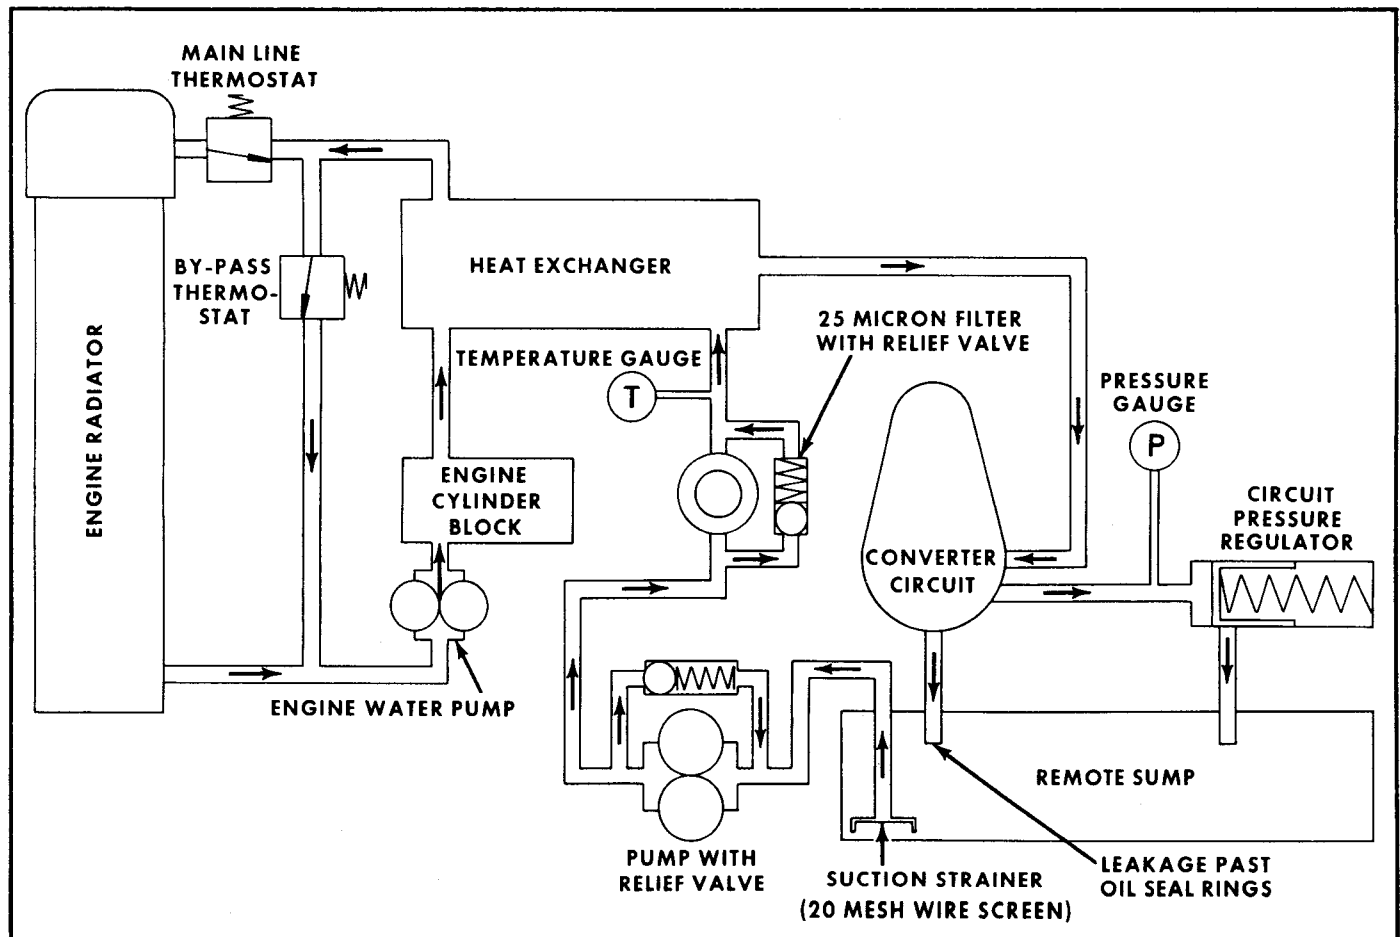 MAIN LINE
THERMOSTAT
BY-PASS
THERMO-
STAT
ENGINE RADIATOR
HEAT EXCHANGER
TEMPERATURE GAUGE
T
25 MICRON FILTER
WITH RELIEF VALVE
PRESSURE
GAUGE
P
ENGINE
CYLINDER
BLOCK
CONVERTER
CIRCUIT
CIRCUIT
PRESSURE
REGULATOR
ENGINE WATER PUMP
REMOTE SUMP
PUMP WITH
RELIEF VALVE
SUCTION STRAINER
(20 MESH WIRE SCREEN)
LEAKAGE PAST
OIL SEAL RINGS